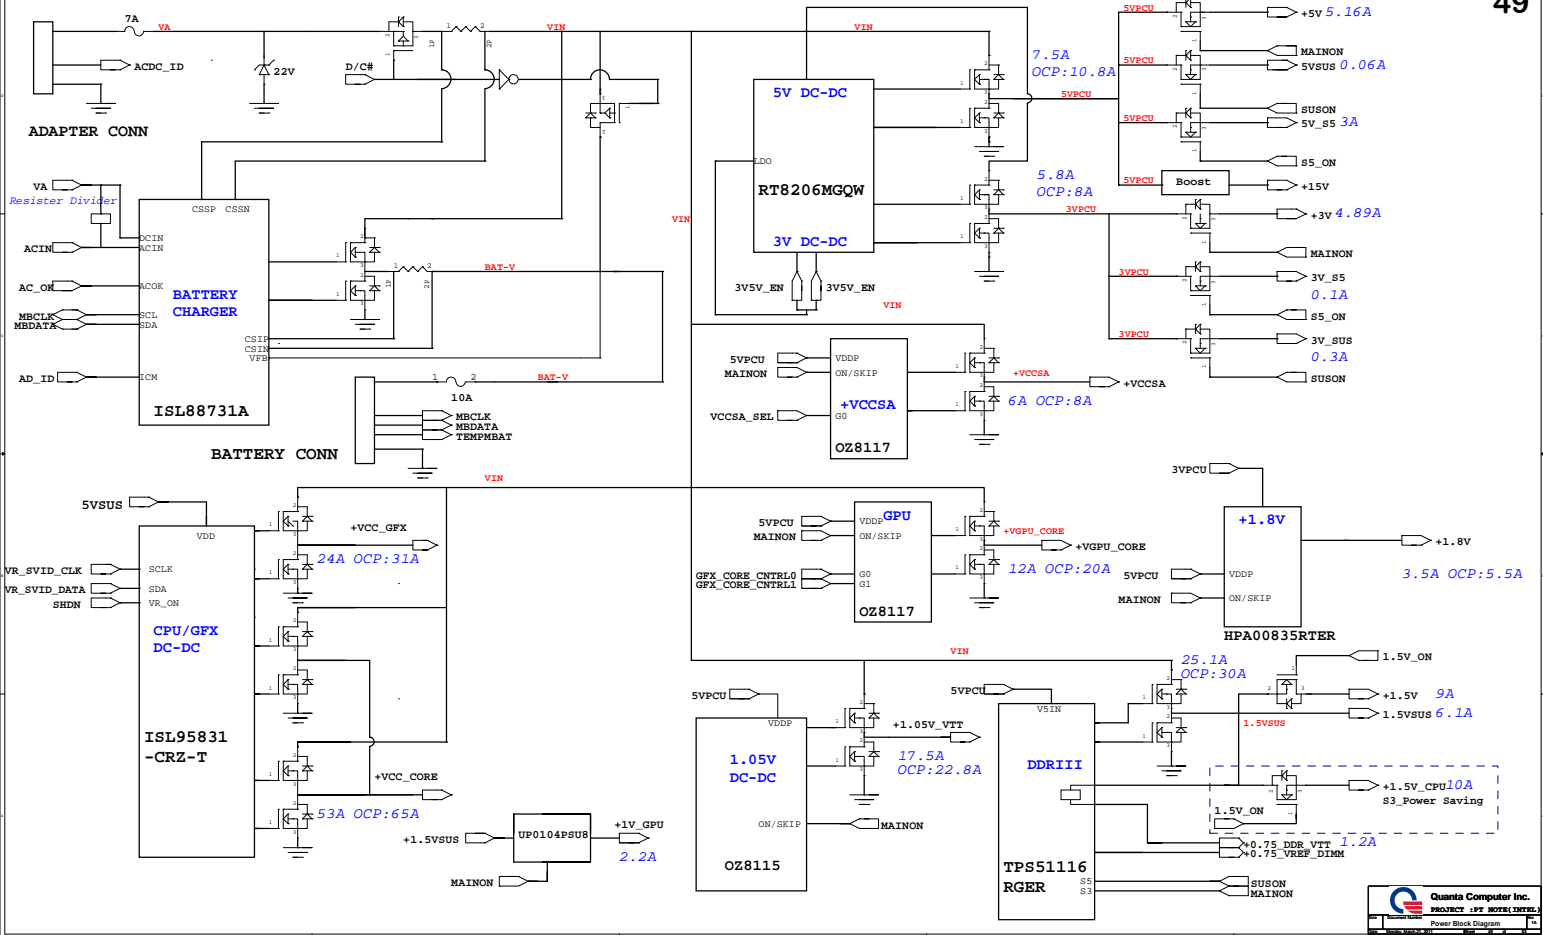 49
7A
VA
ACDC_ID
22V
ADAPTER CONN
D/C#
VIN
VIN
VA
Resister Divider
ACIN
AC_OK
MBCLK
MBDATA
AD_ID
CSSP CSSN
DCIN
ACIN
ACOK
SCL
SDA
ICM
CSIP
CSIN
VFB
BATTERY
CHARGER
ISL88731A
BAT-V
BAT-V
10A
MBCLK
MBDATA
TEMPMBAT
BATTERY CONN
5V DC-DC
LDO
RT8206MGQW
3V DC-DC
3V5V_EN
3V5V_EN
7.5A
OCP:10.8A
5VPCU
5.8A
OCP:8A
3VPCU
5VPCU
+5V 5.16A
MAINON
5VPCU
5VSUS 0.06A
SUSON
5VPCU
5V_S5 3A
S5_ON
5VPCU
Boost
+15V
+3V 4.89A
MAINON
3VPCU
3V_S5
0.1A
S5_ON
3VPCU
3V_SUS
0.3A
SUSON
VIN
VIN
5VPCU
MAINON
VCCSA_SEL
VDDP
ON/SKIP
G0
+VCCSA
OZ8117
+VCCSA
+VCCSA
6A OCP:8A
VIN
5VSUS
VDD
VR_SVID_CLK
VR_SVID_DATA
SHDN
SCLK
SDA
VR_ON
CPU/GFX
DC-DC
ISL95831
-CRZ-T
+VCC_GFX
24A OCP:31A
+VCC_CORE
53A OCP:65A
5VPCU
MAINON
GFX_CORE_CNTRL0
GFX_CORE_CNTRL1
VDDP
GPU
ON/SKIP
G0
G1
OZ8117
+VGPU_CORE
+VGPU_CORE
12A OCP:20A
3VPCU
+1.8V
5VPCU
MAINON
VDDP
ON/SKIP
HPA00835RTER
+1.8V
3.5A OCP:5.5A
+1.5VSUS
UP0104PSU8
+1V_GPU
2.2A
MAINON
5VPCU
VDDP
1.05V
DC-DC
ON/SKIP
OZ8115
MAINON
+1.05V_VTT
17.5A
OCP:22.8A
VIN
5VPCU
V5IN
DDRIII
TPS51116
RGER
S5
S3
SUSON
MAINON
25.1A
OCP:30A
1.5V_ON
+1.5V 9A
1.5VSUS 6.1A
1.5VSUS
+1.5V_CPU 10A
S3_Power Saving
1.5V_ON
+0.75_DDR_VTT 1.2A
+0.75_VREF_DIMM
Quanta Computer Inc.
PROJECT :PT NOTE(INTEL)
Power Block Diagram